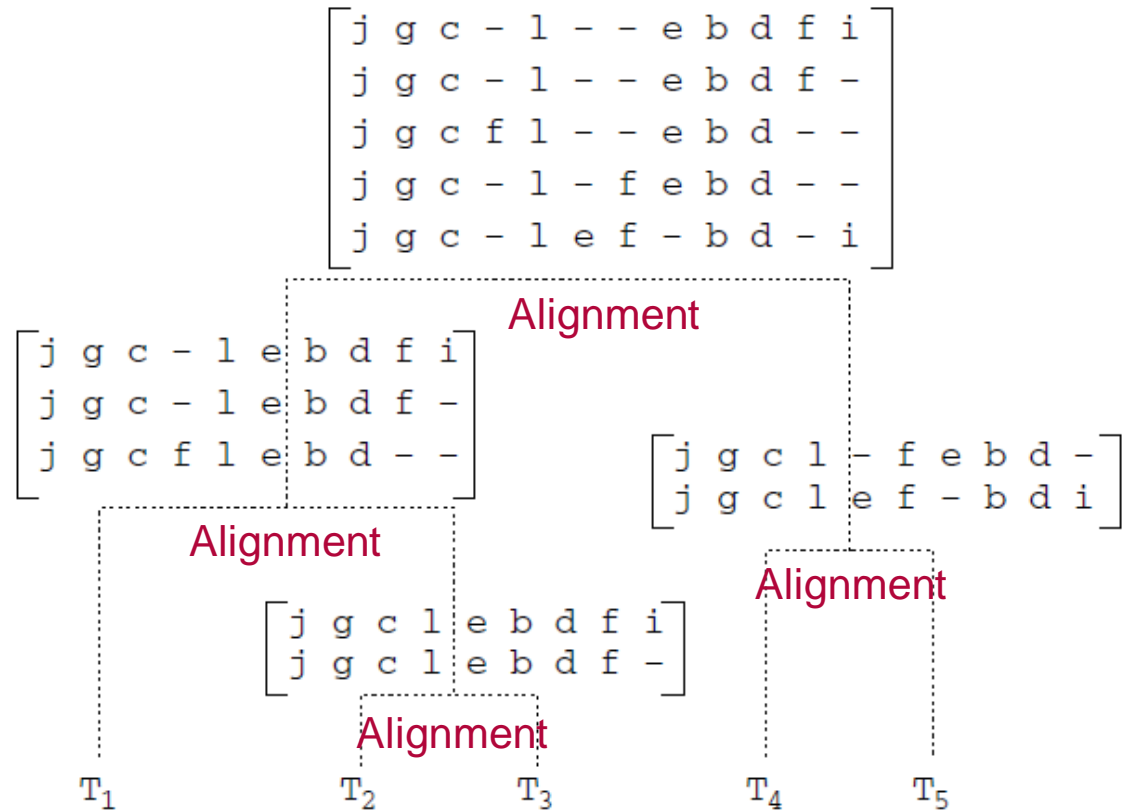 j g c - l - - e b d f i
j g c - l - - e b d f -
j g c f l - - e b d - -
j g c - l - f e b d - -
j g c - l e f - b d - i
Alignment
j g c - l e b d f i
j g c - l e b d f -
j g c f l e b d - -
j g c l - f e b d -
j g c l e f - b d i
Alignment
Alignment
j g c l e b d f i
j g c l e b d f -
Alignment
T1 T2 T3 T4 T5